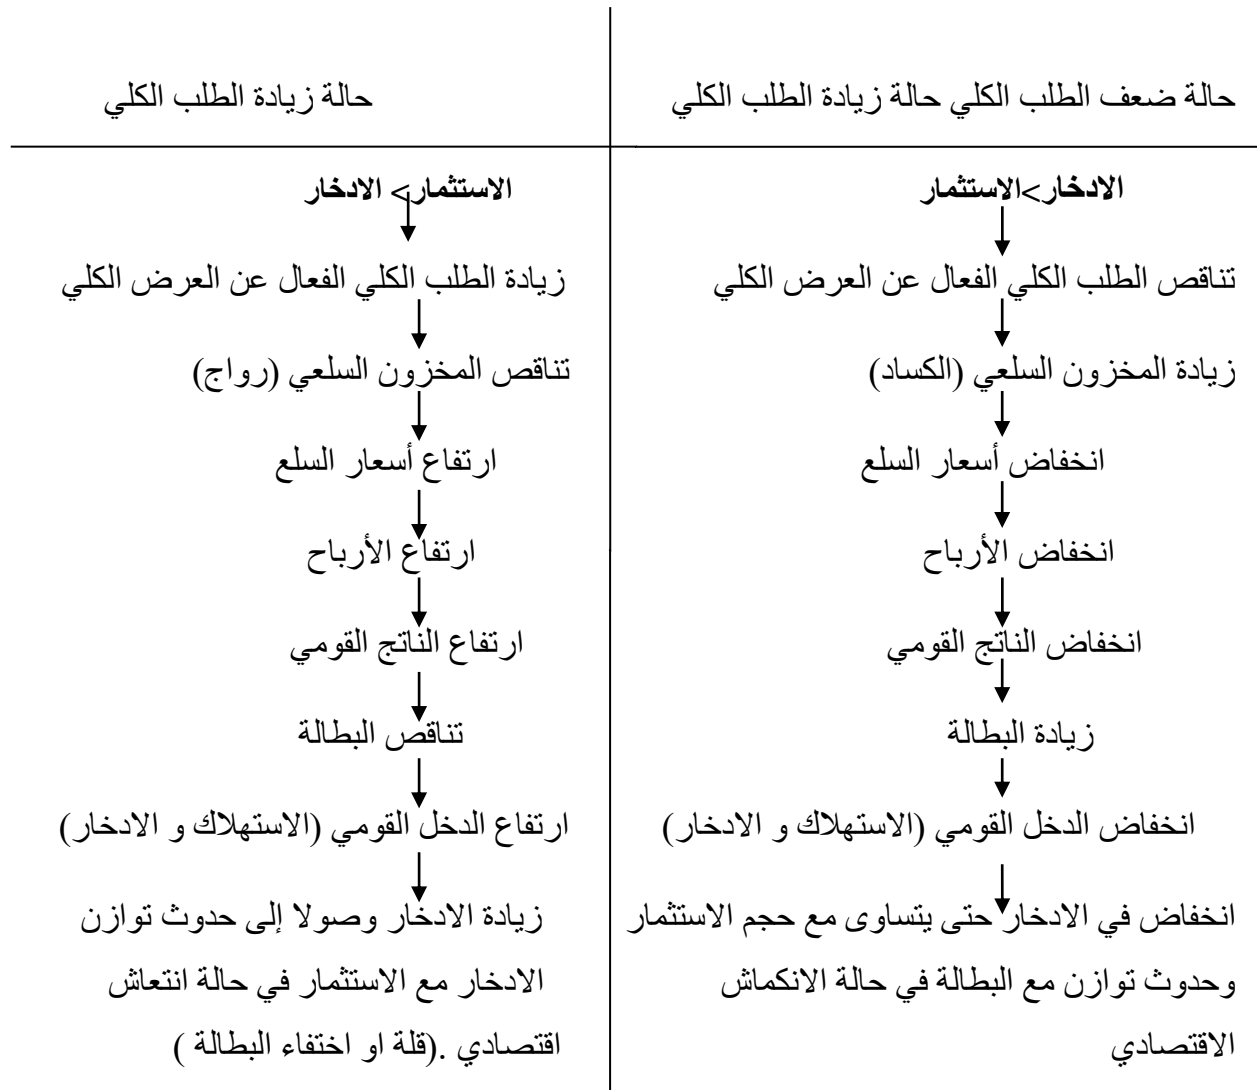 حالة ضعف الطلب الكلي حالة زيادة الطلب الكلي
الادخار>الاستثمار
تناقص الطلب الكلي الفعال عن العرض الكلي
زيادة المخزون السلعي (الكساد)
انخفاض أسعار السلع
انخفاض الأرباح
انخفاض الناتج القومي
زيادة البطالة
انخفاض الدخل القومي (الاستهلاك و الادخار)
انخفاض في الادخار حتى يتساوى مع حجم الاستثمار
وحدوث توازن مع البطالة في حالة الانكماش
الاقتصادي
حالة زيادة الطلب الكلي
الاستثمار> الادخار
زيادة الطلب الكلي الفعال عن العرض الكلي
تناقص المخزون السلعي (رواج)
ارتفاع أسعار السلع
ارتفاع الأرباح
ارتفاع الناتج القومي
تناقص البطالة
ارتفاع الدخل القومي (الاستهلاك و الادخار)
زيادة الادخار وصولا إلى حدوث توازن
الادخار مع الاستثمار في حالة انتعاش
اقتصادي .(قلة او اختفاء البطالة )